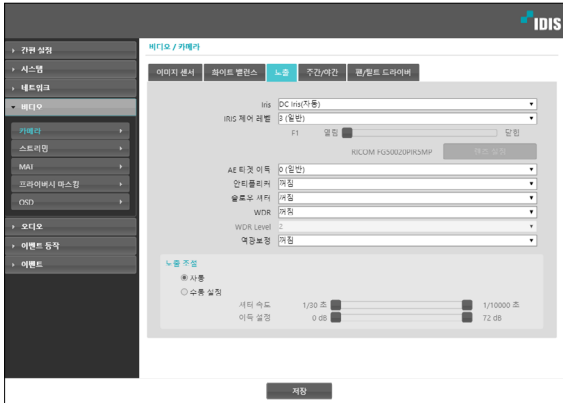 IDIS
비디오 / 카메라
간편 설정
시스템
네트워크
비디오
카메라
스트리밍
MAT
프라이버시 마스킹
OSD
오디오
이벤트 동작
이벤트
이미지 센서 화이트 밸런스 노출 주간/야간 팬/틸트 드라이버
Iris DC Iris(자동)
IRIS 제어 레벨 3 (일반)
F1 열림 닫힘
RICOM FG50020PIRSMP
AE 타겟 이득 0 (일반)
안티플리커 꺼짐
슬로우 셔터 꺼짐
WDR 꺼짐
WDR Level 2
역광보정 꺼짐
노출 조절
자동
수동 설정
셔터 속도 1/30 초 1/10000 초
이득 설정 0 dB 72 dB
저장